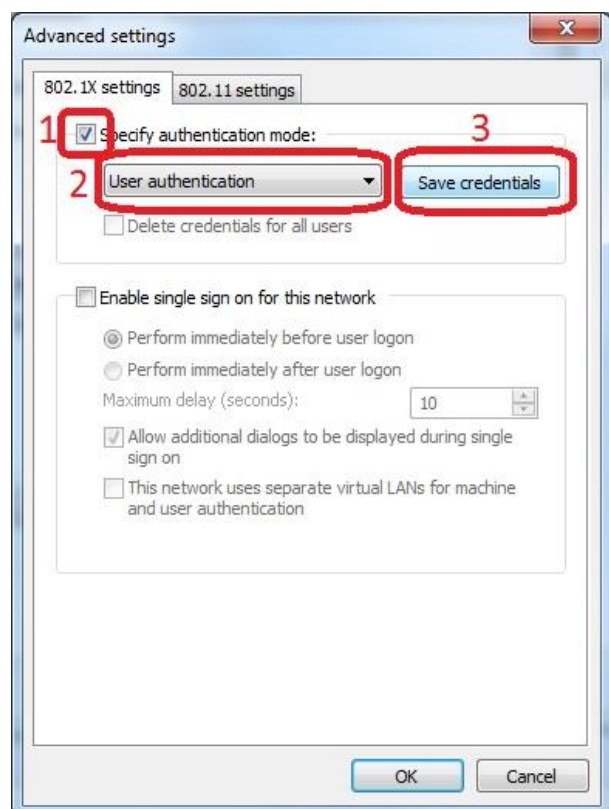 Advanced settings
802.1X settings 802.11 settings
1 Specify authentication mode: 3
2 User authentication Save credentials
Delete credentials for all users
Enable single sign on for this network
Perform immediately before user logon
Perform immediately after user logon
Maximum delay (seconds): 10
Allow additional dialogs to be displayed during single
sign on
This network uses separate virtual LANs for machine
and user authentication
OK Cancel